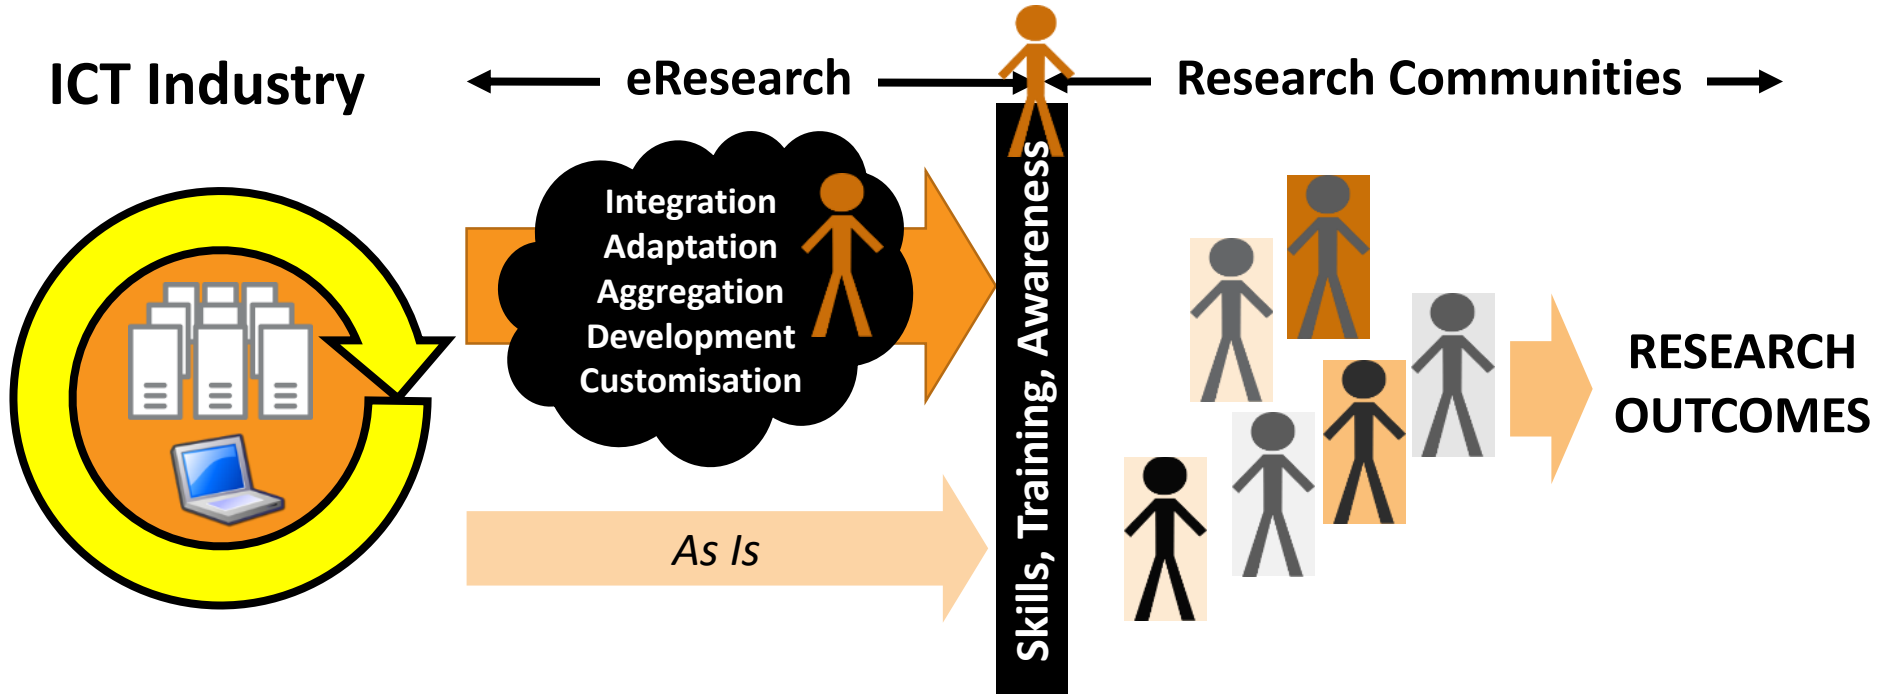 ICT Industry
eResearch
Research Communities
Integration
Adaptation
Aggregation
Development
Customisation
As Is
Skills, Training, Awareness
RESEARCH
OUTCOMES